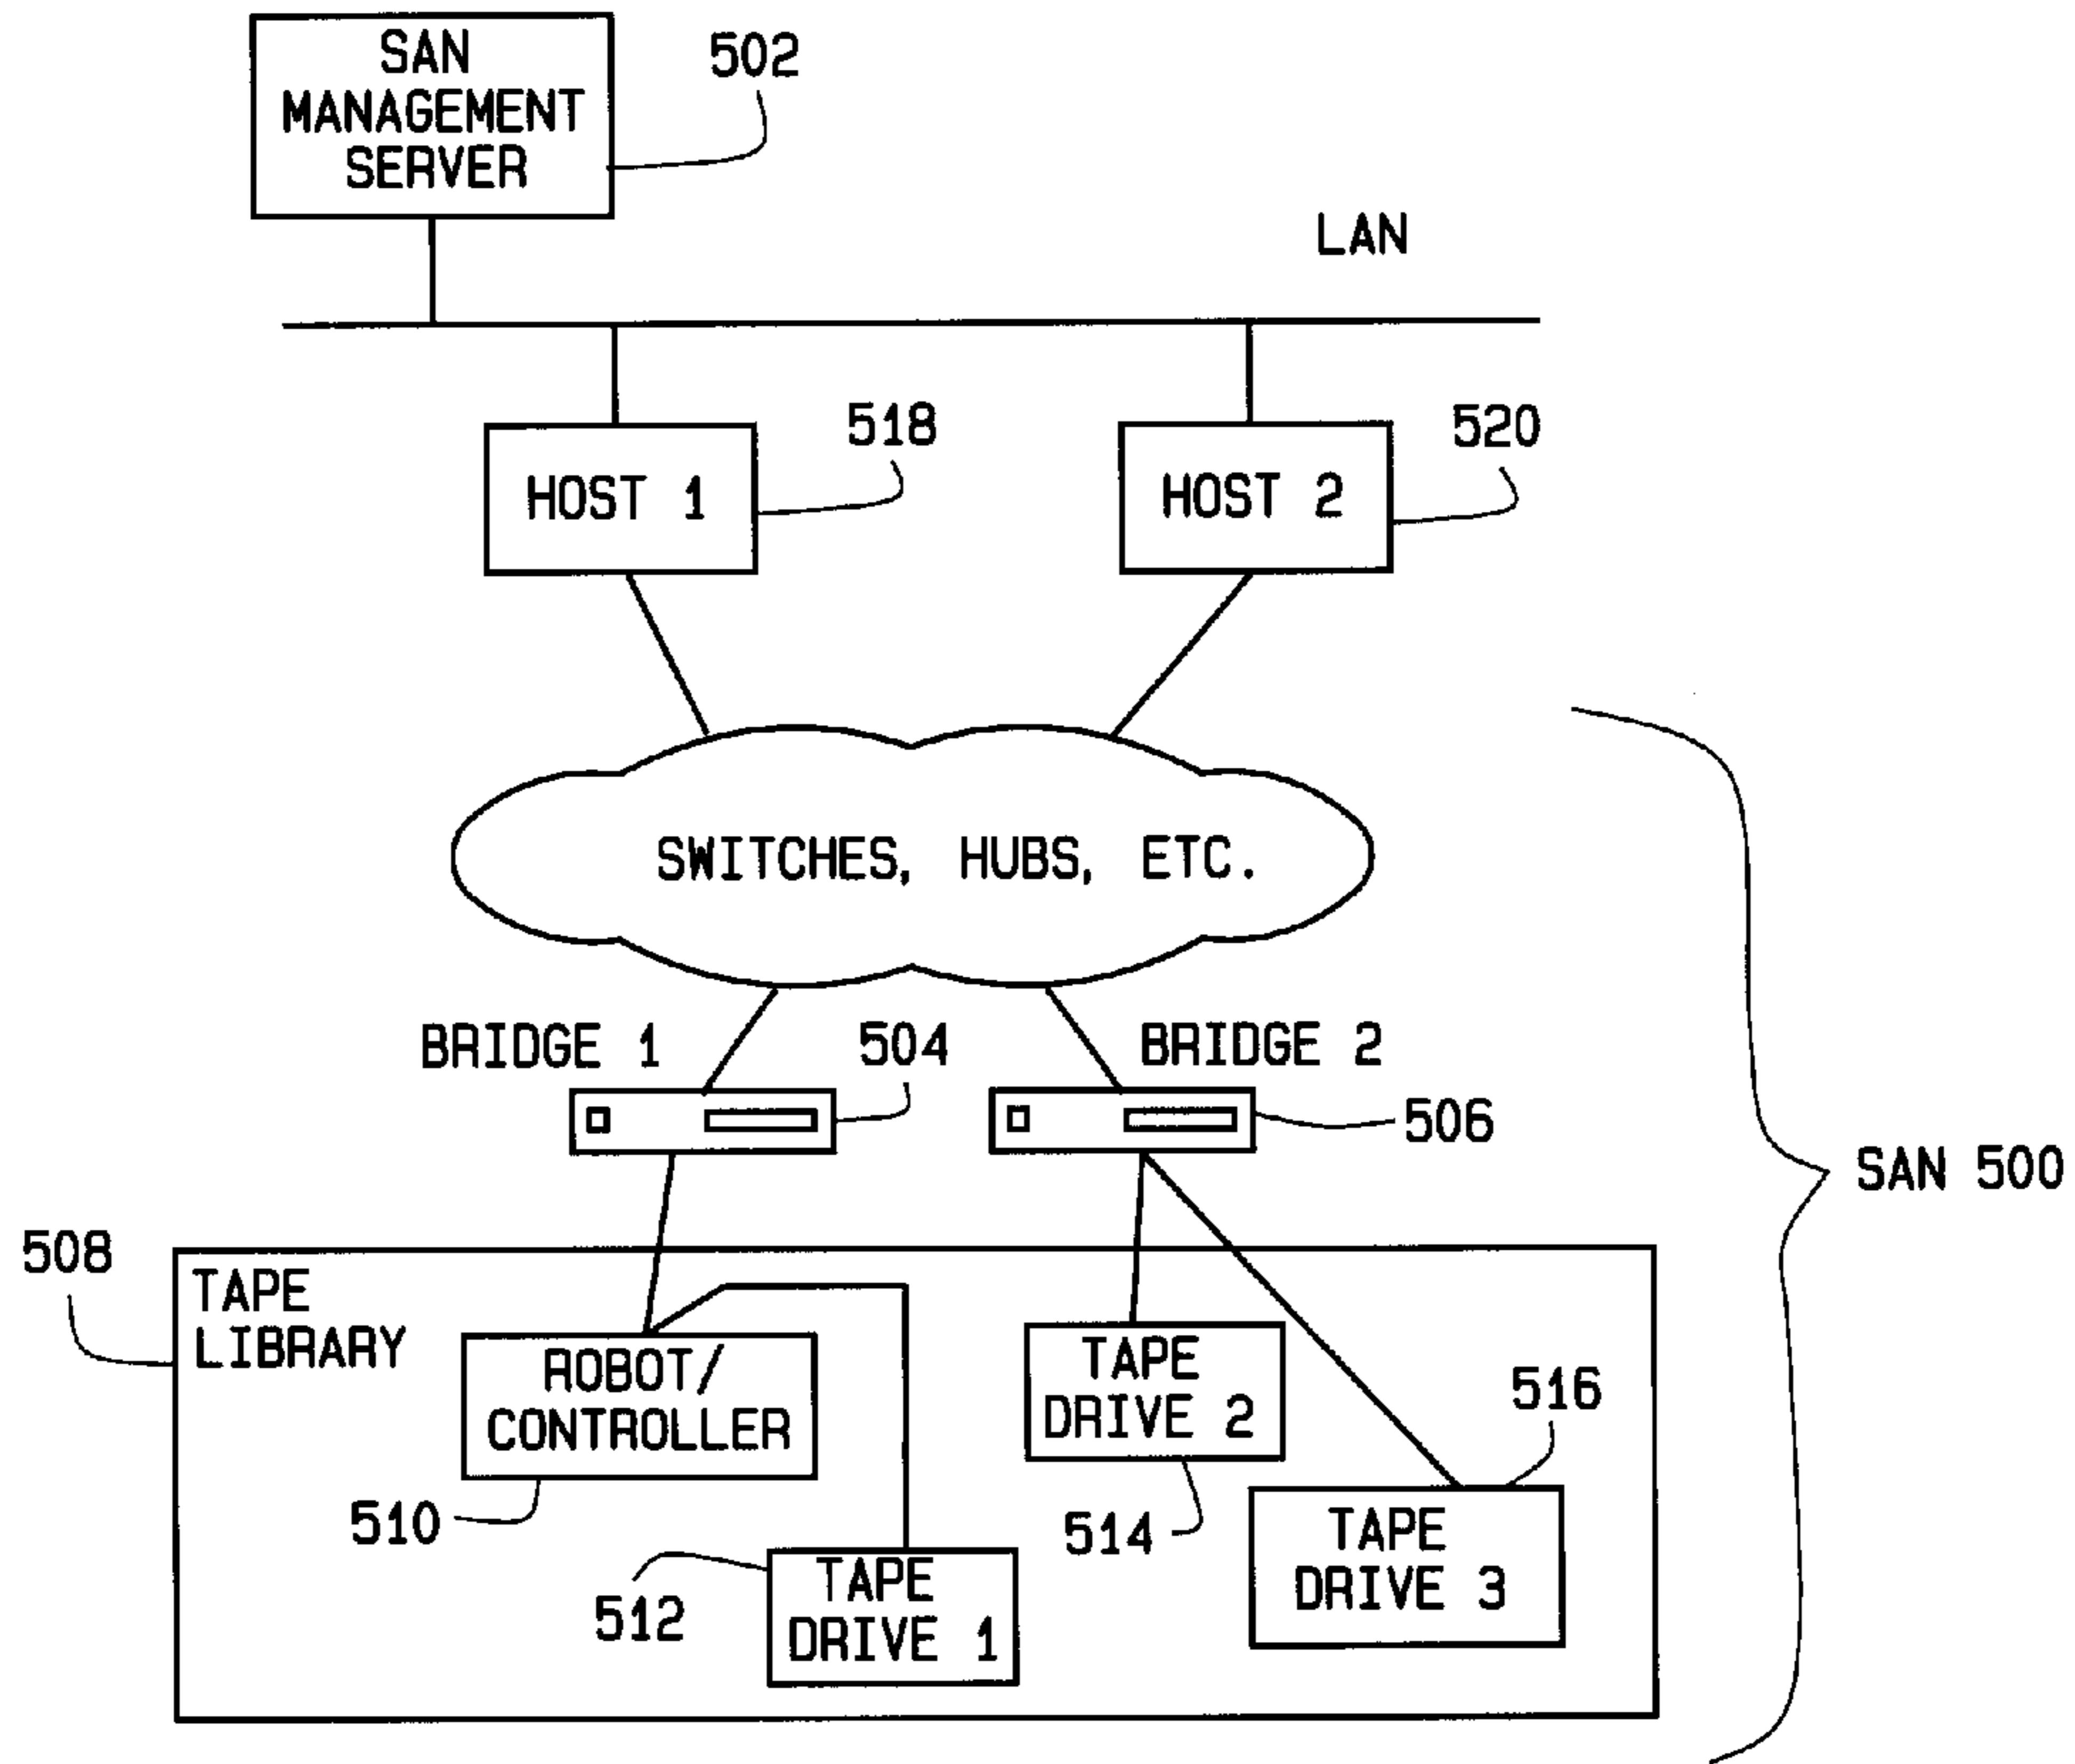 SAN
MANAGEMENT
SERVER
502
LAN
HOST 1
518
HOST 2
520
SWITCHES, HUBS, ETC.
BRIDGE 1
504
BRIDGE 2
506
SAN 500
508
TAPE
LIBRARY
ROBOT/
CONTROLLER
510
TAPE
DRIVE 2
514
516
TAPE
DRIVE 3
512
TAPE
DRIVE 1